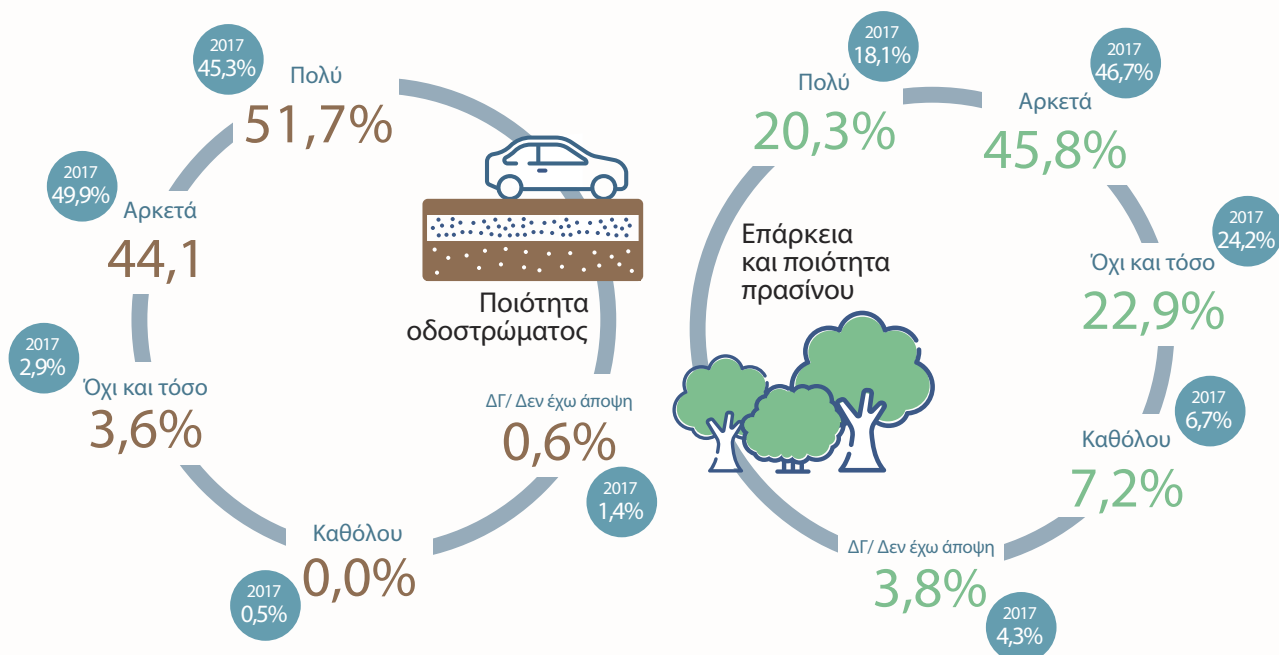 2017
45,3%
Πολύ
51,7%
2017
49,9%
Αρκετά
44,1
2017
2,9%
Όχι και τόσο
3,6%
Καθόλου
0,0%
2017
0,5%
ΔΓ/ Δεν έχω άποψη
0,6%
2017
1,4%
Ποιότητα
οδοστρώματος
2017
18,1%
Πολύ
20,3%
2017
46,7%
Αρκετά
45,8%
2017
24,2%
Όχι και τόσο
22,9%
2017
6,7%
Καθόλου
7,2%
ΔΓ/ Δεν έχω άποψη
3,8%
2017
4,3%
Επάρκεια
και ποιότητα
πρασίνου